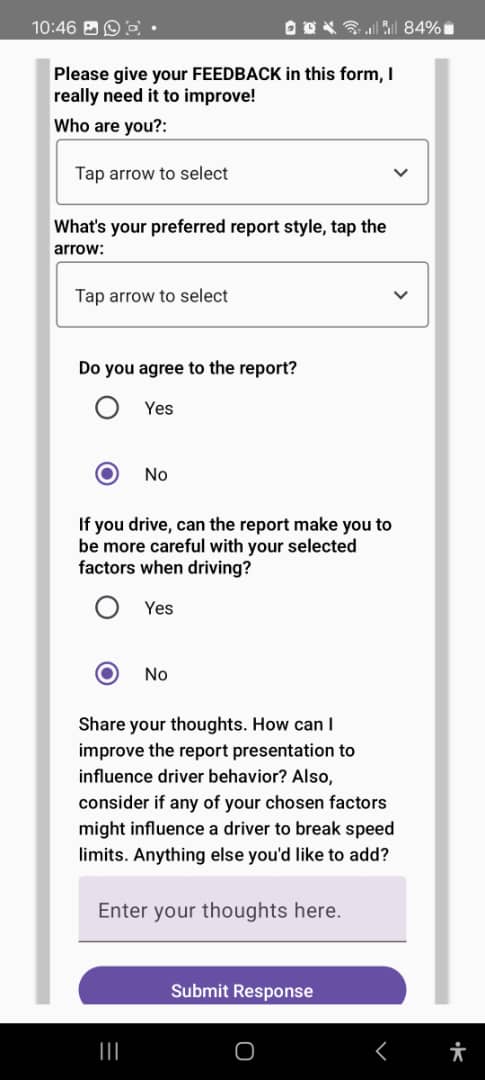 10:46
84%
Please give your FEEDBACK in this form, I
really need it to improve!
Who are you?:
Tap arrow to select
What's your preferred report style, tap the
arrow:
Tap arrow to select
Do you agree to the report?
Yes
No
If you drive, can the report make you to
be more careful with your selected
factors when driving?
Yes
No
Share your thoughts. How can I
improve the report presentation to
influence driver behavior? Also,
consider if any of your chosen factors
might influence a driver to break speed
limits. Anything else you'd like to add?
Enter your thoughts here.
Submit Response